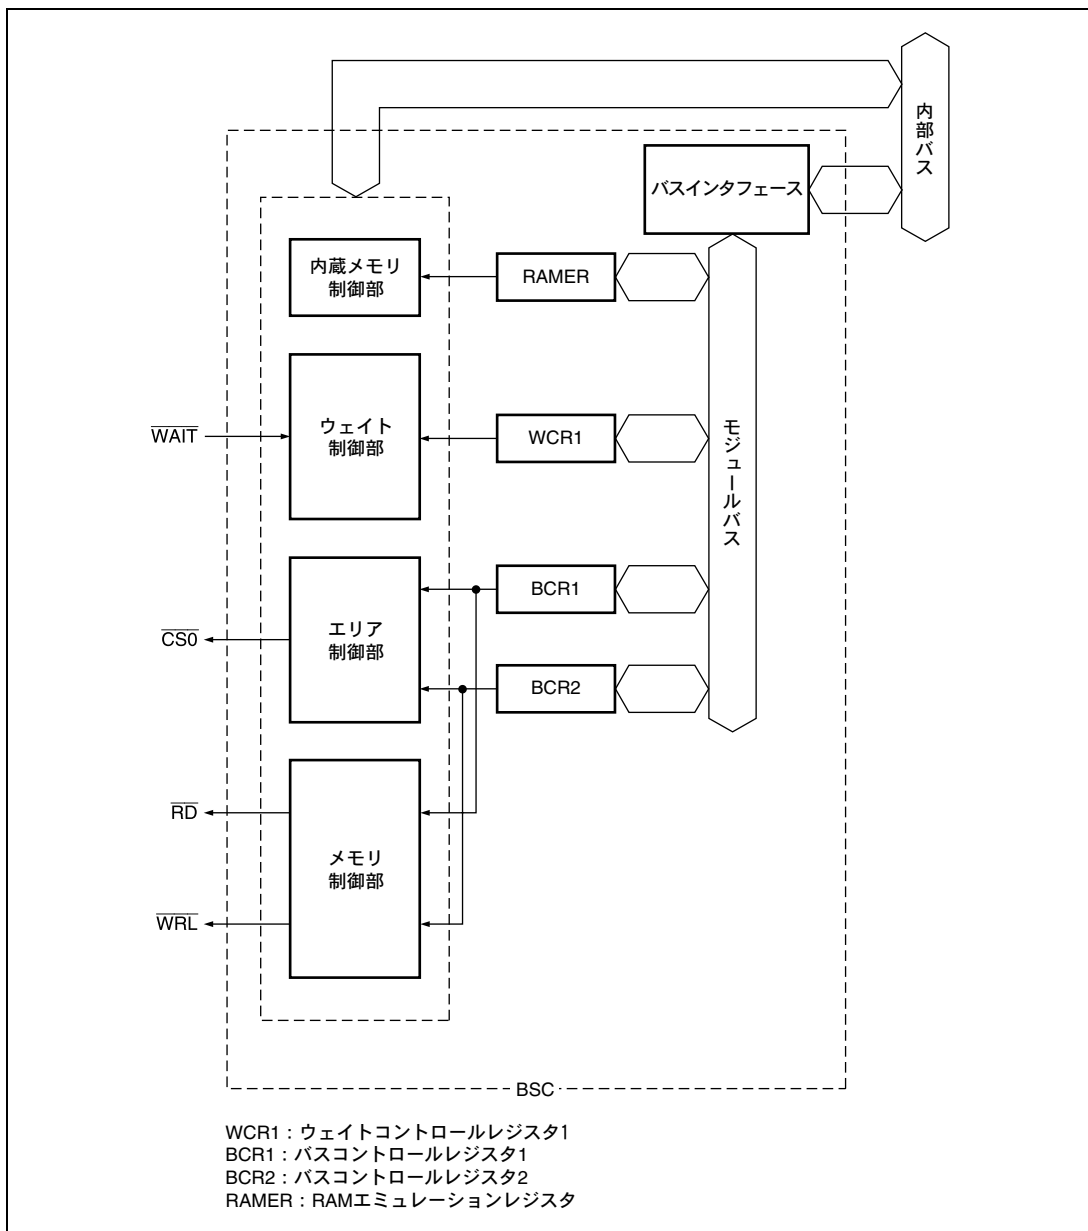 内部バス
バスインタフェース
内蔵メモリ
制御部
RAMER
WAIT
ウェイト
制御部
WCR1
モジュールバス
BCR1
CS0
エリア
制御部
BCR2
RD
メモリ
制御部
WRL
BSC
WCR1：ウェイトコントロールレジスタ1
BCR1：バスコントロールレジスタ1
BCR2：バスコントロールレジスタ2
RAMER：RAMエミュレーションレジスタ